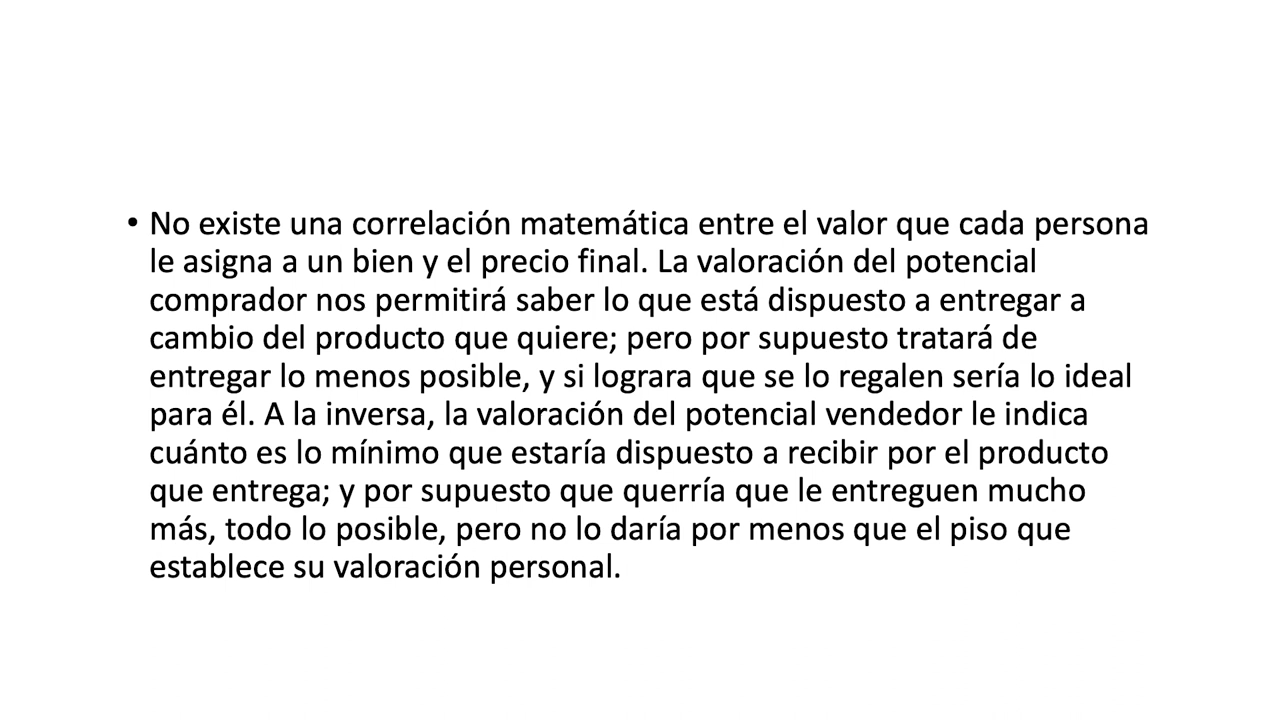 • No existe una correlación matemática entre el valor que cada persona
le asigna a un bien y el precio final. La valoración del potencial
comprador nos permitirá saber lo que está dispuesto a entregar a
cambio del producto que quiere; pero por supuesto tratará de
entregar lo menos posible, y si lograra que se lo regalen sería lo ideal
para él. A la inversa, la valoración del potencial vendedor le indica
cuánto es lo mínimo que estaría dispuesto a recibir por el producto
que entrega; y por supuesto que querría que le entreguen mucho
más, todo lo posible, pero no lo daría por menos que el piso que
establece su valoración personal.